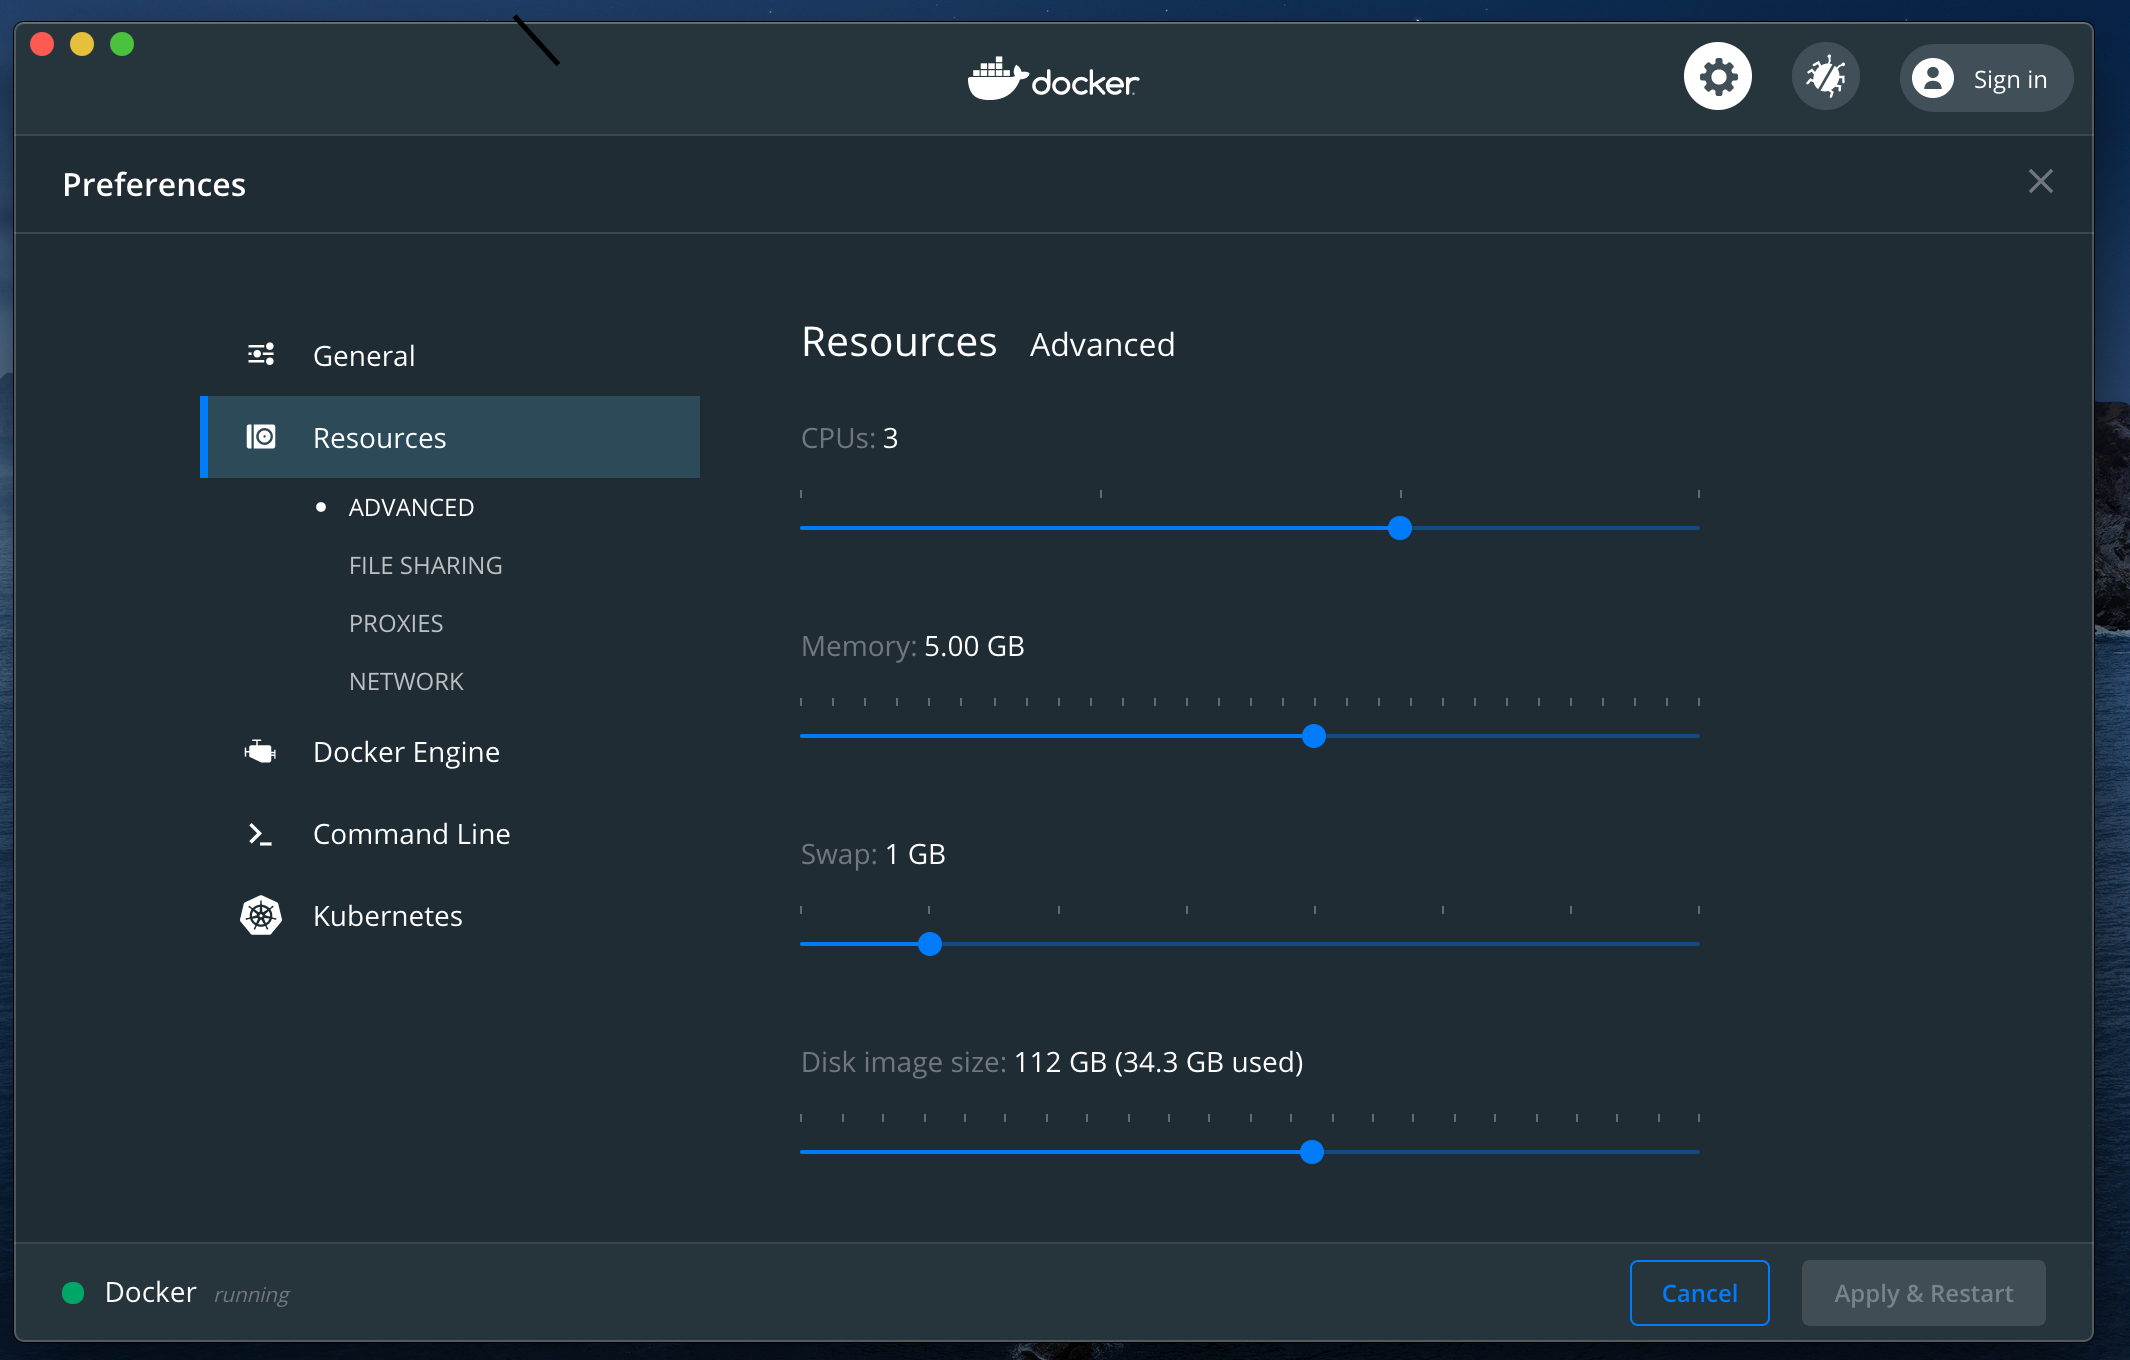 docker
Sign in
Preferences
General
Resources
ADVANCED
FILE SHARING
PROXIES
NETWORK
Docker Engine
Command Line
Kubernetes
Resources Advanced
CPUs: 3
Memory: 5.00 GB
Swap: 1 GB
Disk image size: 112 GB (34.3 GB used)
Docker running
Cancel
Apply & Restart